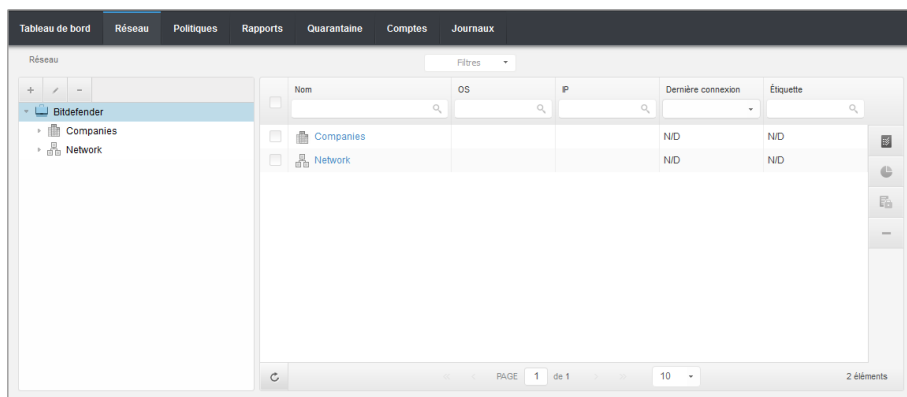 Tableau de bord Réseau Politiques Rapports Quarantaine Comptes Journaux
Réseau
Filtres
Nom OS IP Dernière connexion Étiquette
Bitdefender
Companies
Network
Companies N/D N/D
Network N/D N/D
PAGE 1 de 1 10 2 éléments